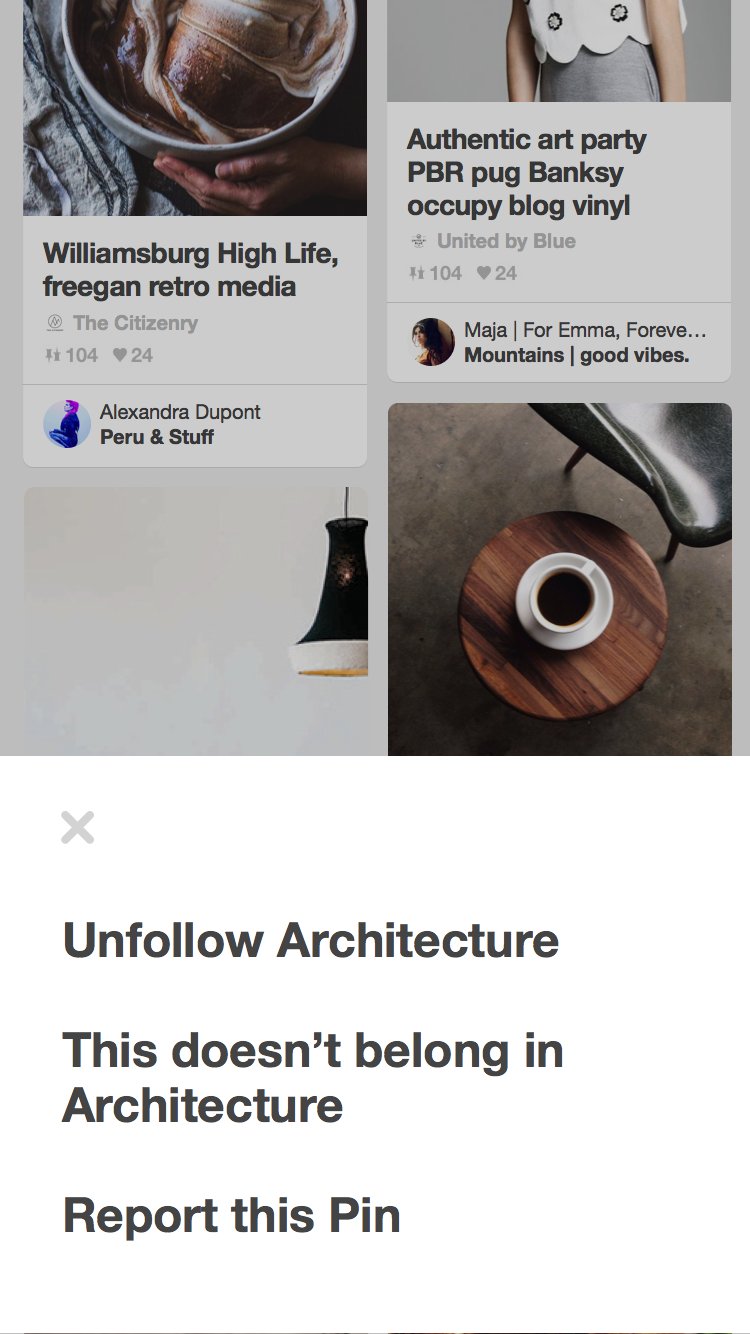 Williamsburg High Life,
freegan retro media
The Citizenry
104 24
Alexandra Dupont
Peru & Stuff
Authentic art party
PBR pug Banksy
occupy blog vinyl
United by Blue
104 24
Maja | For Emma, Foreve…
Mountains | good vibes.
Unfollow Architecture
This doesn’t belong in
Architecture
Report this Pin